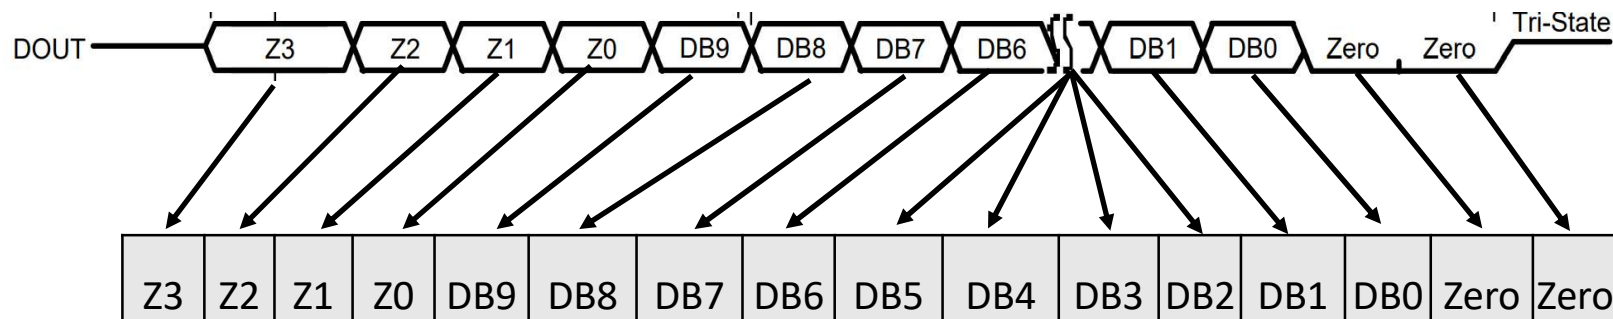 Tri-State
DOUT Z3 Z2 Z1 Z0 DB9 DB8 DB7 DB6 DB1 DB0 Zero Zero
Z3 Z2 Z1 Z0 DB9 DB8 DB7 DB6 DB5 DB4 DB3 DB2 DB1 DB0 Zero Zero